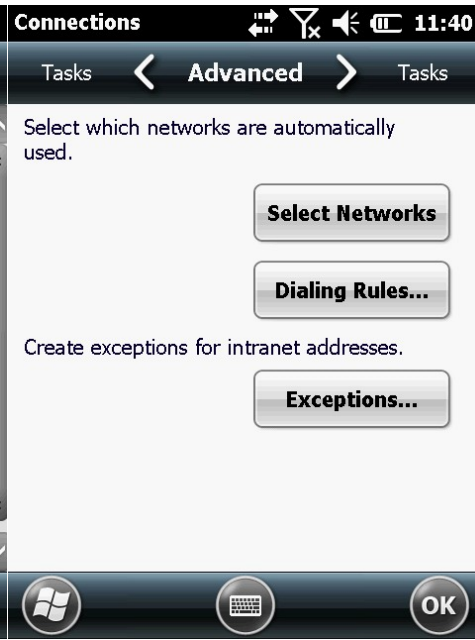 Connections 11:40
Tasks Advanced Tasks
Select which networks are automatically
used.
Select Networks
Dialing Rules...
Create exceptions for intranet addresses.
Exceptions...
OK